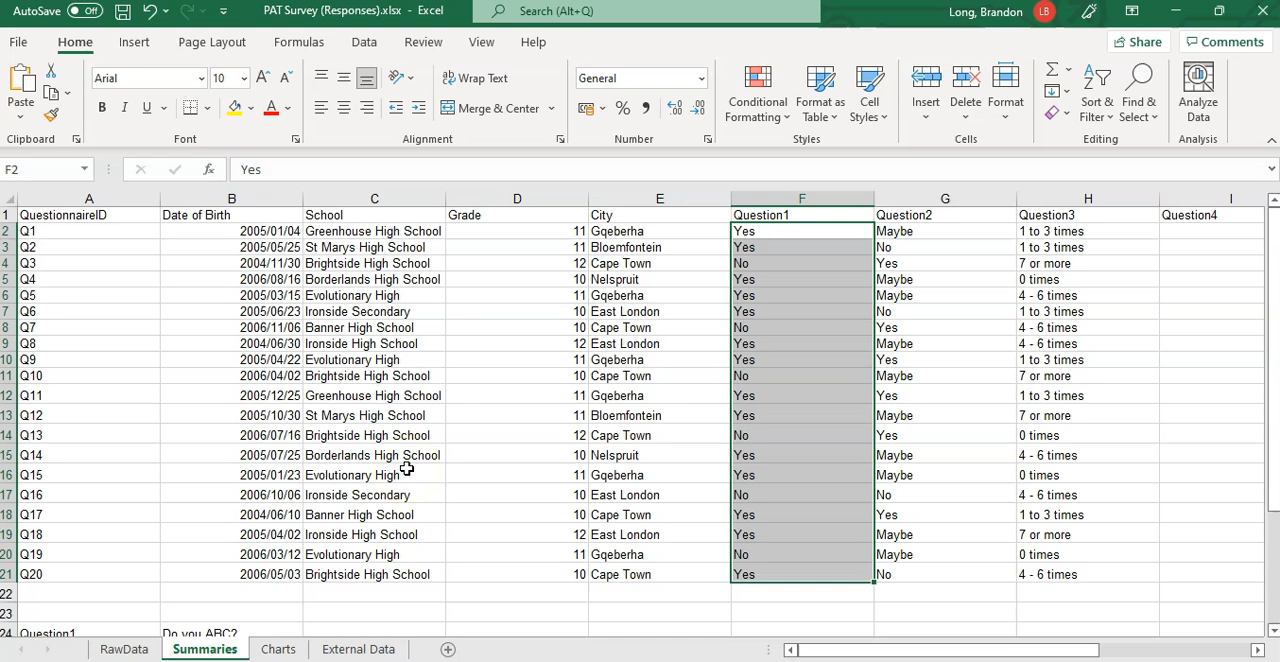 AutoSave Off PAT Survey (Responses).xlsx - Excel Search (Alt+Q) Long, Brandon LB
File Home Insert Page Layout Formulas Data Review View Help Share Comments
Arial 10 Wrap Text General
Paste B I U Merge & Center Conditional Formatting Format as Table Cell Styles Insert Delete Format Sort & Filter Find & Select Analyze Data
Clipboard Font Alignment Number Styles Cells Editing Analysis
F2 fx Yes
A B C D E F G H I
1 QuestionnaireID Date of Birth School Grade City Question1 Question2 Question3 Question4
2 Q1 2005/01/04 Greenhouse High School 11 Gqeberha Yes Maybe 1 to 3 times
3 Q2 2005/05/25 St Marys High School 11 Bloemfontein Yes No 1 to 3 times
4 Q3 2004/11/30 Brightside High School 12 Cape Town No Yes 7 or more
5 Q4 2006/08/16 Borderlands High School 10 Nelspruit Yes Maybe 0 times
6 Q5 2005/03/15 Evolutionary High 11 Gqeberha Yes Maybe 4 - 6 times
7 Q6 2005/06/23 Ironside Secondary 10 East London Yes No 1 to 3 times
8 Q7 2006/11/06 Banner High School 10 Cape Town No Yes 4 - 6 times
9 Q8 2004/06/30 Ironside High School 12 East London Yes Maybe 4 - 6 times
10 Q9 2005/04/22 Evolutionary High 11 Gqeberha Yes Yes 1 to 3 times
11 Q10 2006/04/02 Brightside High School 10 Cape Town No Maybe 7 or more
12 Q11 2005/12/25 Greenhouse High School 11 Gqeberha Yes Yes 1 to 3 times
13 Q12 2005/10/30 St Marys High School 11 Bloemfontein Yes Maybe 7 or more
14 Q13 2006/07/16 Brightside High School 12 Cape Town No Yes 0 times
15 Q14 2005/07/25 Borderlands High School 10 Nelspruit Yes Maybe 4 - 6 times
16 Q15 2005/01/23 Evolutionary High 11 Gqeberha Yes Maybe 0 times
17 Q16 2006/10/06 Ironside Secondary 10 East London No No 4 - 6 times
18 Q17 2004/06/10 Banner High School 10 Cape Town Yes Yes 1 to 3 times
19 Q18 2005/04/02 Ironside High School 12 East London Yes Maybe 7 or more
20 Q19 2006/03/12 Evolutionary High 11 Gqeberha No Maybe 0 times
21 Q20 2006/05/03 Brightside High School 10 Cape Town Yes No 4 - 6 times
22
23
24 Question1 Do you ABC?
RawData Summaries Charts External Data